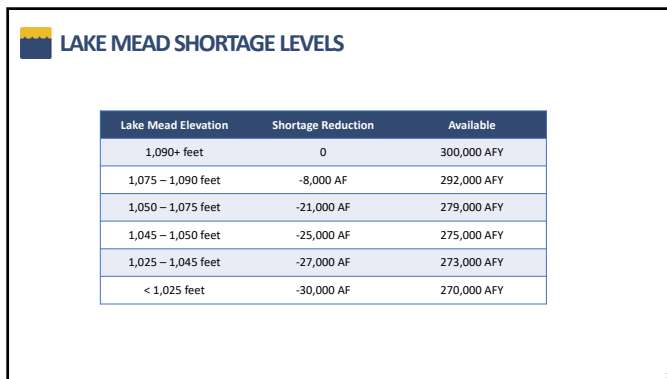 LAKE MEAD SHORTAGE LEVELS
Lake Mead Elevation Shortage Reduction Available
1,090+ feet 0 300,000 AFY
1,075 – 1,090 feet -8,000 AF 292,000 AFY
1,050 – 1,075 feet -21,000 AF 279,000 AFY
1,045 – 1,050 feet -25,000 AF 275,000 AFY
1,025 – 1,045 feet -27,000 AF 273,000 AFY
< 1,025 feet -30,000 AF 270,000 AFY